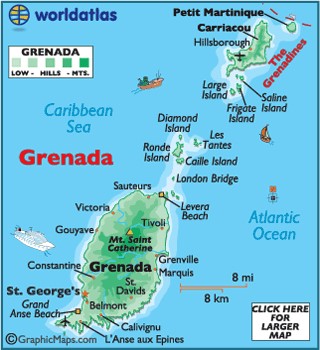 worldatlas
GRENADA
LOW - HILLS - MTS.
Petit Martinique
Carriacou
Hillsborough
The Grenadines
Large
Island
Saline
Island
Frigate
Island
Caribbean
Sea
Diamond
Island
Les
Tantes
Ronde
Island
Caille Island
London Bridge
Grenada
Sauteurs
Levera
Beach
Victoria
Tivoli
Gouyave
Mt. Saint
Catherine
Atlantic
Ocean
Constantine
Grenville
Grenada
Marquis
St. George's
St.
Davids
8 mi
8 km
Grand
Anse Beach
Belmont
Calivignu
L'Anse aux Epines
CLICK HERE
FOR
LARGER
MAP
©GraphicMaps.com